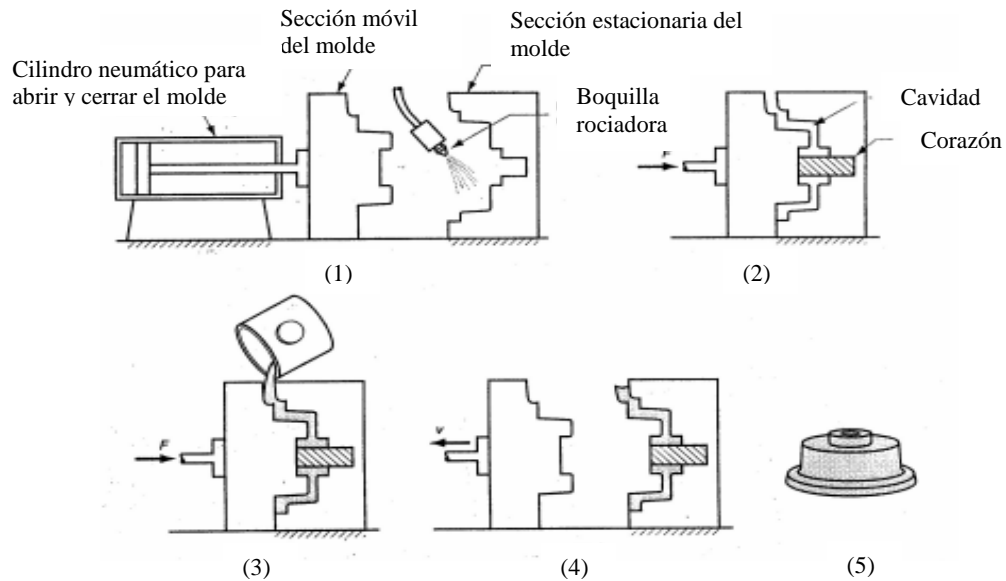 Sección móvil
del molde
Sección estacionaria del
molde
Cilindro neumático para
abrir y cerrar el molde
Boquilla
rociadora
Cavidad
Corazón
F
(1)
(2)
F
v
(3)
(4)
(5)